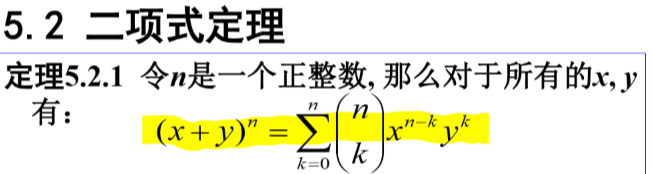 5.2 二项式定理
定理5.2.1 令n是一个正整数, 那么对于所有的x, y
有：
(x + y)^n = \sum_{k=0}^{n} \binom{n}{k} x^{n-k} y^k